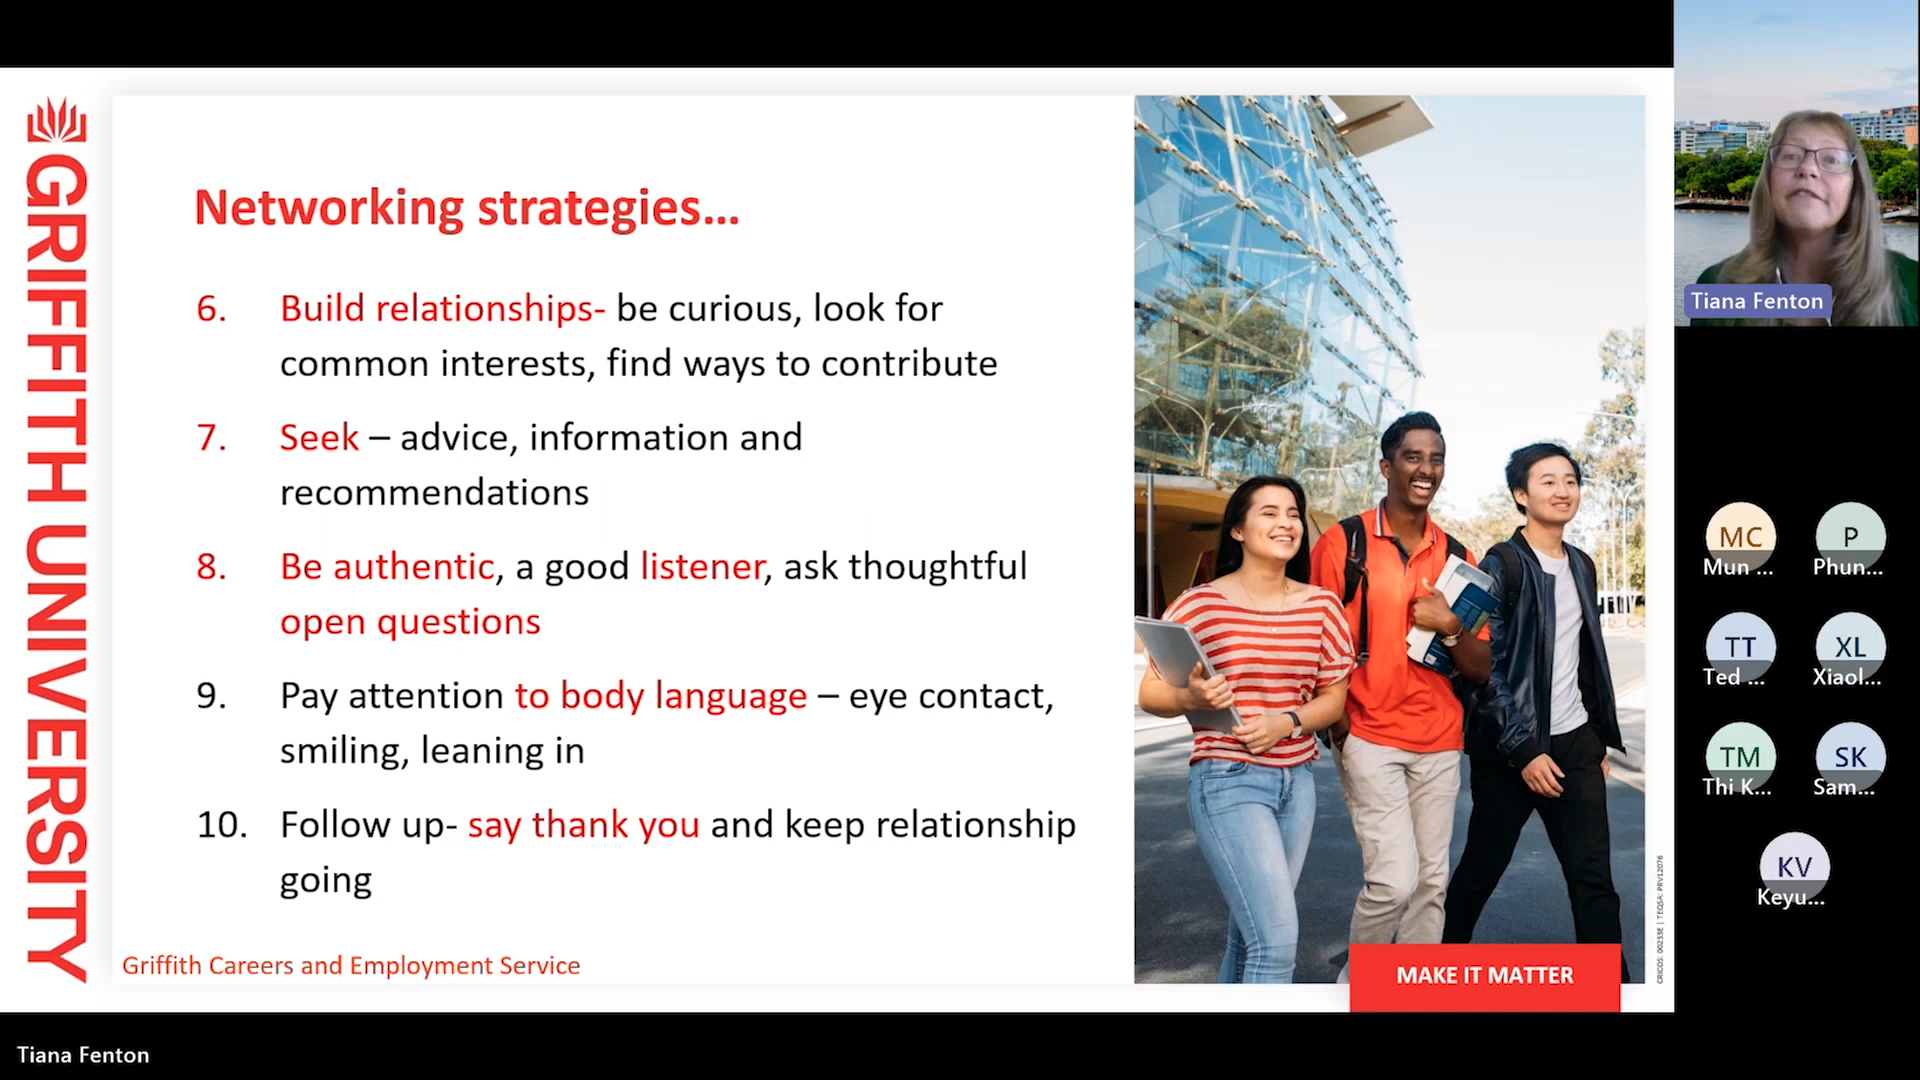 GRIFFITH UNIVERSITY
Networking strategies...
6. Build relationships- be curious, look for
common interests, find ways to contribute
7. Seek – advice, information and
recommendations
8. Be authentic, a good listener, ask thoughtful
open questions
9. Pay attention to body language – eye contact,
smiling, leaning in
10. Follow up- say thank you and keep relationship
going
Griffith Careers and Employment Service
MAKE IT MATTER
CRICOS: 00233E | TEQSA: PRV12076
Tiana Fenton
MC
Mun ...
P
Phun...
TT
Ted ...
XL
Xiaol...
TM
Thi K...
SK
Sam...
KV
Keyu...
Tiana Fenton